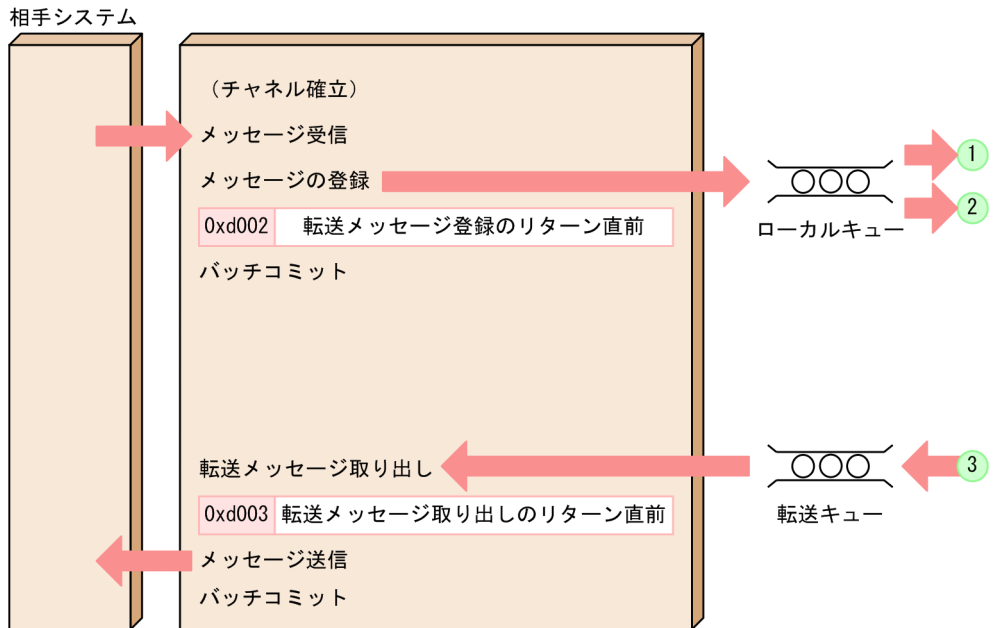 相手システム
（チャネル確立）
メッセージ受信
メッセージの登録
1
2
0xd002 転送メッセージ登録のリターン直前
ローカルキュー
バッチコミット
転送メッセージ取り出し
3
0xd003 転送メッセージ取り出しのリターン直前
転送キュー
メッセージ送信
バッチコミット